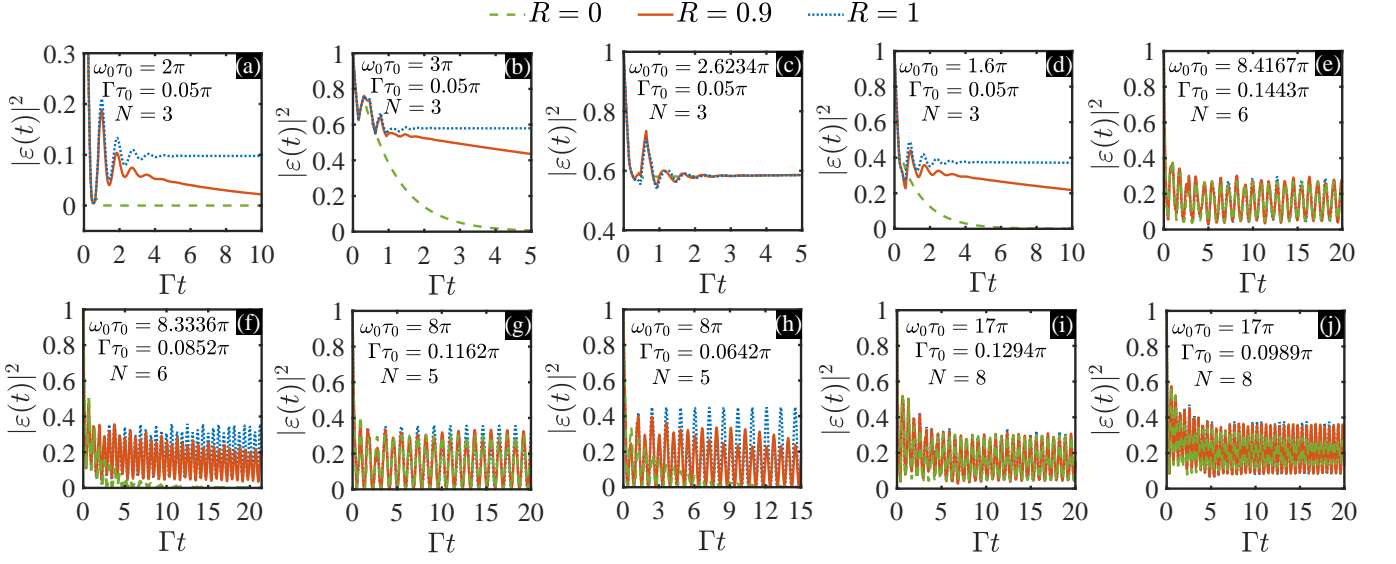 R = 0 R = 0.9 R = 1
(a)
ω₀τ₀ = 2π
Γτ₀ = 0.05π
N = 3
|ε(t)|²
0.3
0.2
0.1
0
0 2 4 6 8 10
Γt
(b)
ω₀τ₀ = 3π
Γτ₀ = 0.05π
N = 3
|ε(t)|²
1
0.8
0.6
0.4
0.2
0
0 1 2 3 4 5
Γt
(c)
ω₀τ₀ = 2.6234π
Γτ₀ = 0.05π
N = 3
|ε(t)|²
1
0.8
0.6
0.4
0 1 2 3 4 5
Γt
(d)
ω₀τ₀ = 1.6π
Γτ₀ = 0.05π
N = 3
|ε(t)|²
1
0.8
0.6
0.4
0.2
0
0 2 4 6 8 10
Γt
(e)
ω₀τ₀ = 8.4167π
Γτ₀ = 0.1443π
N = 6
|ε(t)|²
1
0.8
0.6
0.4
0.2
0
0 5 10 15 20
Γt
(f)
ω₀τ₀ = 8.3336π
Γτ₀ = 0.0852π
N = 6
|ε(t)|²
1
0.8
0.6
0.4
0.2
0
0 5 10 15 20
Γt
(g)
ω₀τ₀ = 8π
Γτ₀ = 0.1162π
N = 5
|ε(t)|²
1
0.8
0.6
0.4
0.2
0
0 5 10 15 20
Γt
(h)
ω₀τ₀ = 8π
Γτ₀ = 0.0642π
N = 5
|ε(t)|²
1
0.8
0.6
0.4
0.2
0
0 3 6 9 12 15
Γt
(i)
ω₀τ₀ = 17π
Γτ₀ = 0.1294π
N = 8
|ε(t)|²
1
0.8
0.6
0.4
0.2
0
0 5 10 15 20
Γt
(j)
ω₀τ₀ = 17π
Γτ₀ = 0.0989π
N = 8
|ε(t)|²
1
0.8
0.6
0.4
0.2
0
0 5 10 15 20
Γt